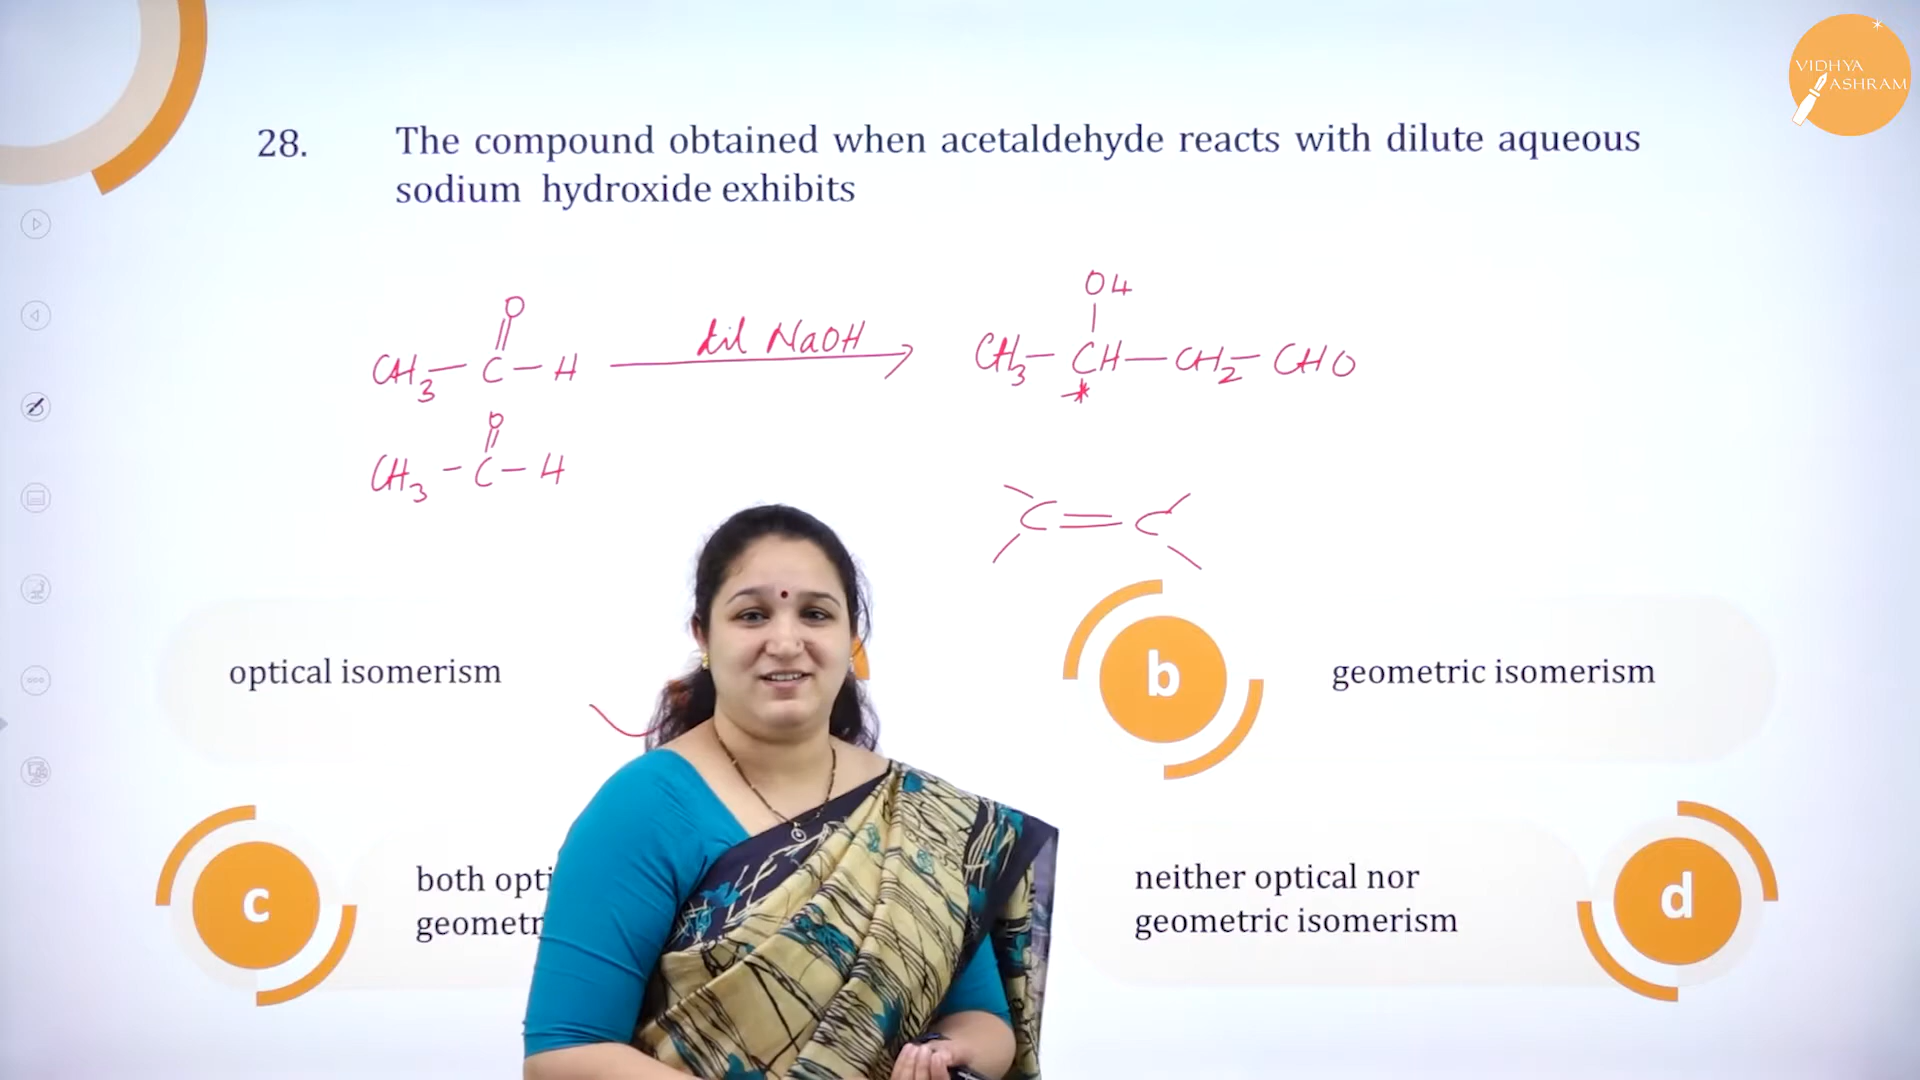 VIDHYA
ASHRAM
28. The compound obtained when acetaldehyde reacts with dilute aqueous
sodium hydroxide exhibits
O
CH3 - C - H
dil NaOH
OH
CH3 - CH - CH2 - CHO
*
O
CH3 - C - H
C = C
optical isomerism
b geometric isomerism
c both opti
geometr
neither optical nor
geometric isomerism d